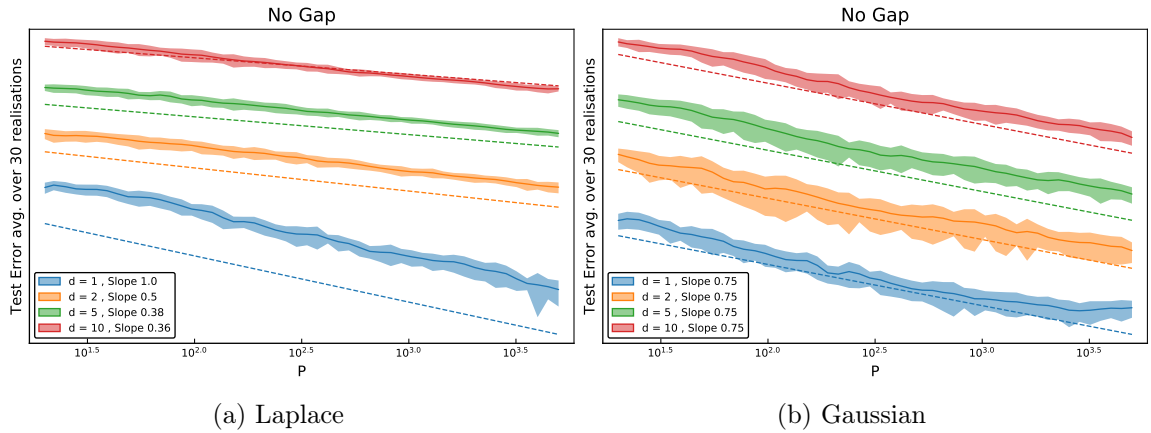 No Gap
Test Error avg. over 30 realisations
d = 1 , Slope 1.0
d = 2 , Slope 0.5
d = 5 , Slope 0.38
d = 10 , Slope 0.36
10^1.5 10^2.0 10^2.5 10^3.0 10^3.5
P
(a) Laplace
No Gap
Test Error avg. over 30 realisations
d = 1 , Slope 0.75
d = 2 , Slope 0.75
d = 5 , Slope 0.75
d = 10 , Slope 0.75
10^1.5 10^2.0 10^2.5 10^3.0 10^3.5
P
(b) Gaussian